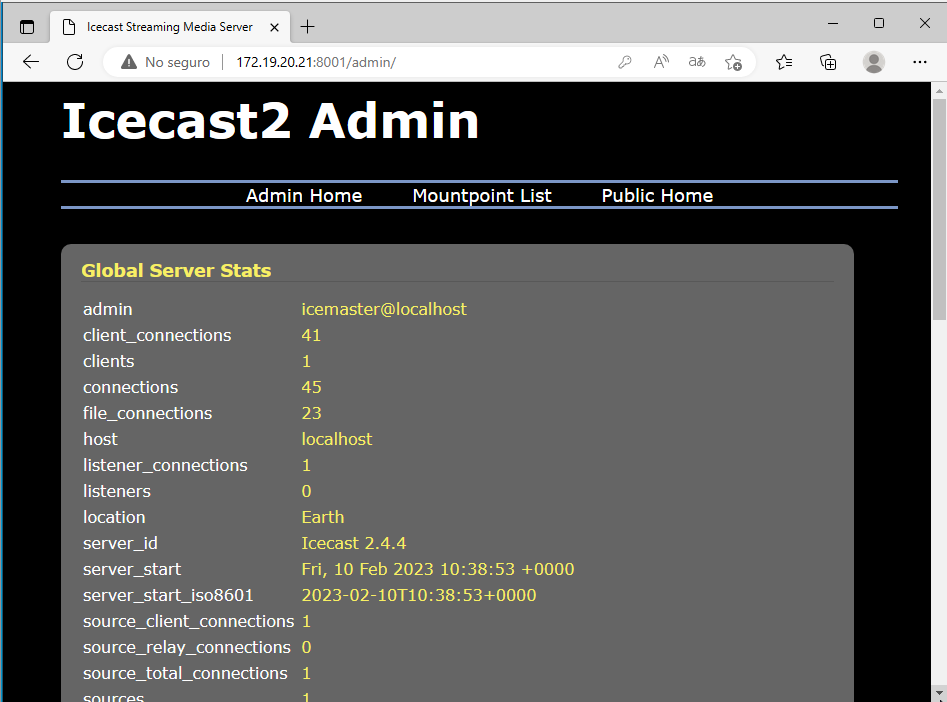 Icecast Streaming Media Server
No seguro 172.19.20.21:8001/admin/
Icecast2 Admin
Admin Home Mountpoint List Public Home
Global Server Stats
admin icemaster@localhost
client_connections 41
clients 1
connections 45
file_connections 23
host localhost
listener_connections 1
listeners 0
location Earth
server_id Icecast 2.4.4
server_start Fri, 10 Feb 2023 10:38:53 +0000
server_start_iso8601 2023-02-10T10:38:53+0000
source_client_connections 1
source_relay_connections 0
source_total_connections 1
sources 1